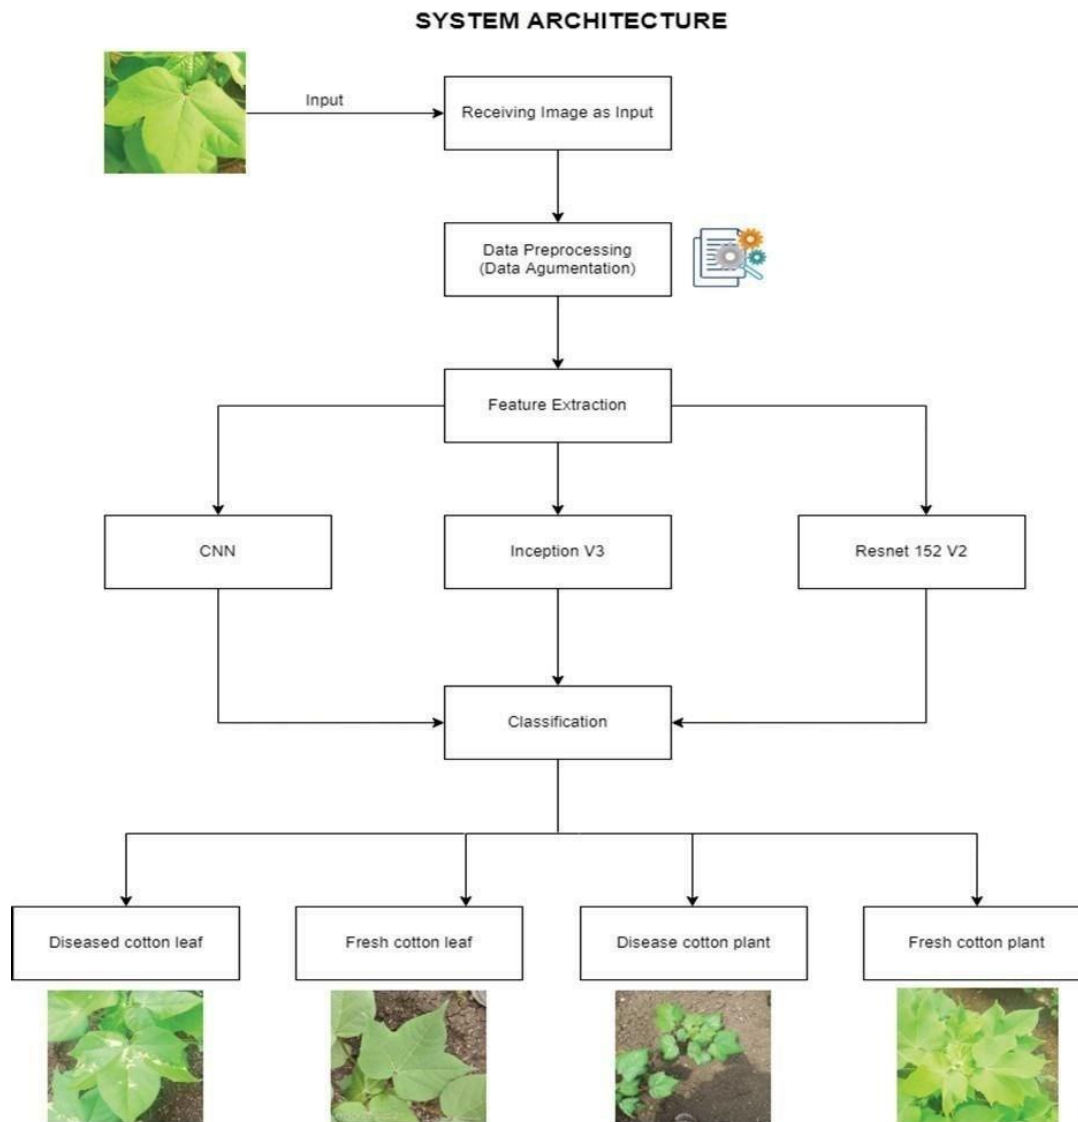 SYSTEM ARCHITECTURE
Input
Receiving Image as Input
Data Preprocessing
(Data Agumentation)
Feature Extraction
CNN
Inception V3
Resnet 152 V2
Classification
Diseased cotton leaf
Fresh cotton leaf
Disease cotton plant
Fresh cotton plant